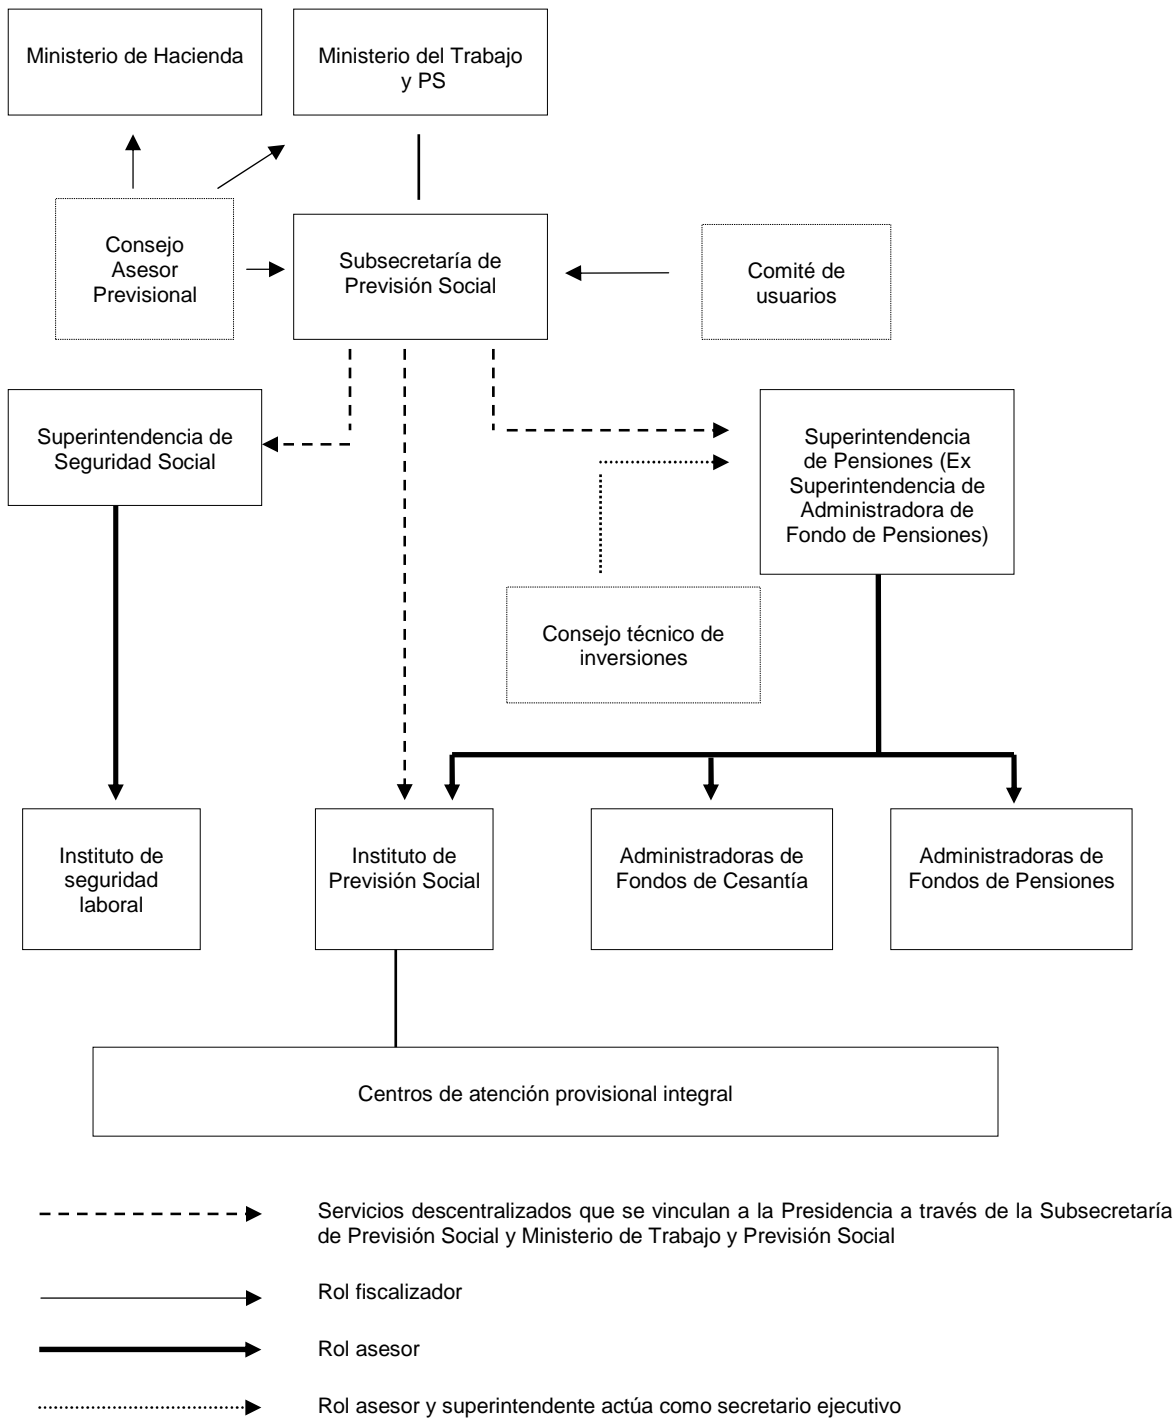 Ministerio de Hacienda
Ministerio del Trabajo
y PS
Consejo
Asesor
Previsional
Subsecretaría de
Previsión Social
Comité de
usuarios
Superintendencia de
Seguridad Social
Superintendencia
de Pensiones (Ex
Superintendencia de
Administradora de
Fondo de Pensiones)
Consejo técnico de
inversiones
Instituto de
seguridad
laboral
Instituto de
Previsión Social
Administradoras de
Fondos de Cesantía
Administradoras de
Fondos de Pensiones
Centros de atención provisional integral
Servicios descentralizados que se vinculan a la Presidencia a través de la Subsecretaría
de Previsión Social y Ministerio de Trabajo y Previsión Social
Rol fiscalizador
Rol asesor
Rol asesor y superintendente actúa como secretario ejecutivo